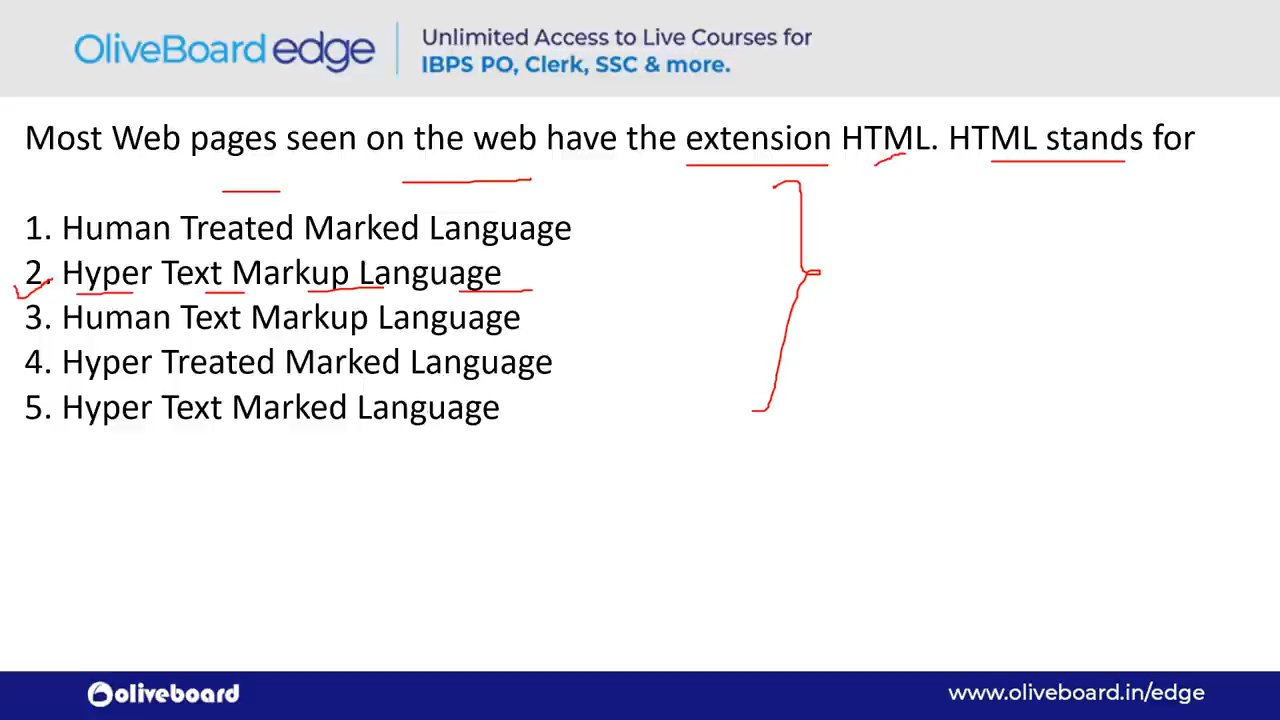 OliveBoard edge
Unlimited Access to Live Courses for
IBPS PO, Clerk, SSC & more.
Most Web pages seen on the web have the extension HTML. HTML stands for
1. Human Treated Marked Language
2. Hyper Text Markup Language
3. Human Text Markup Language
4. Hyper Treated Marked Language
5. Hyper Text Marked Language
oliveboard
www.oliveboard.in/edge